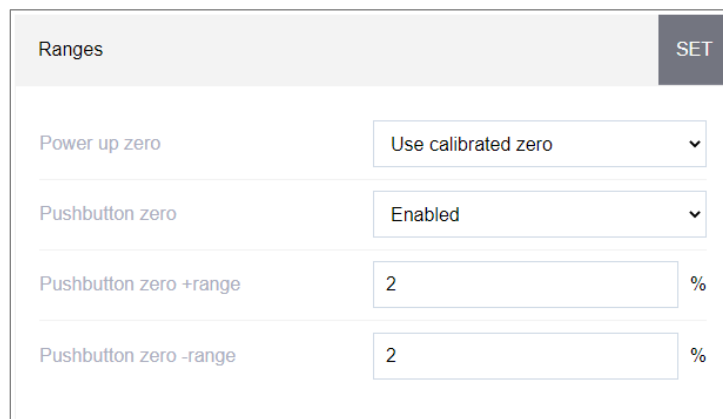 Ranges SET
Power up zero Use calibrated zero
Pushbutton zero Enabled
Pushbutton zero +range 2 %
Pushbutton zero -range 2 %